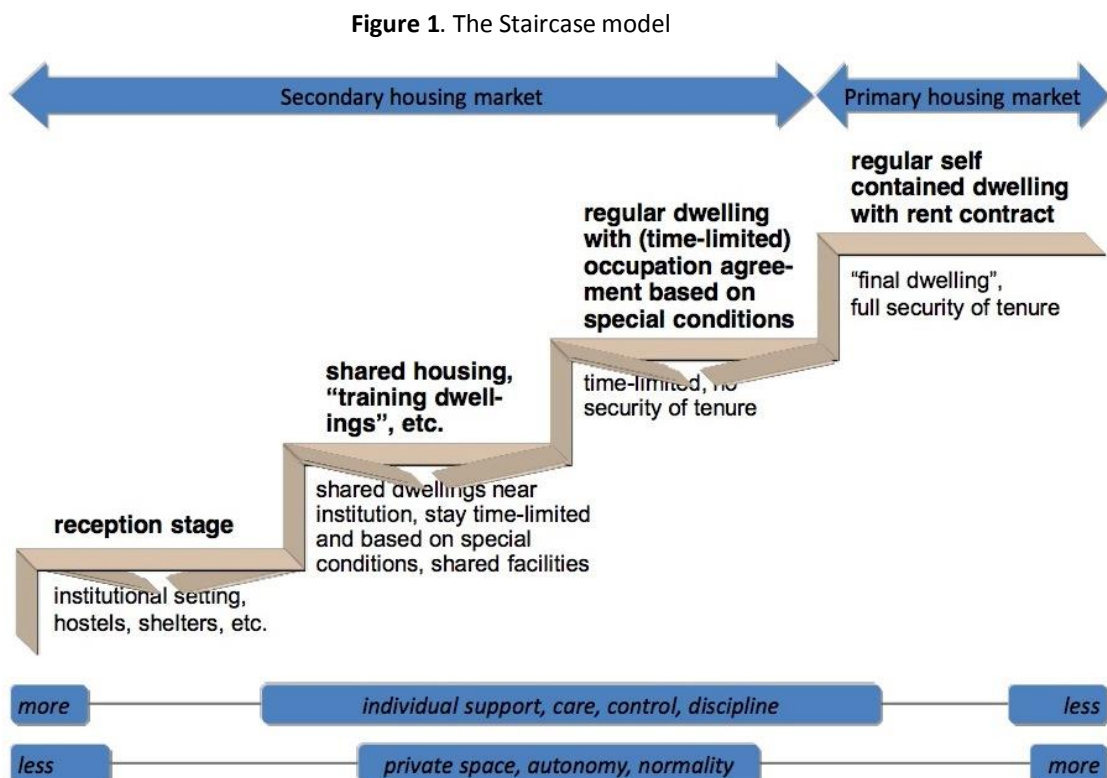 Figure 1. The Staircase model
Secondary housing market
Primary housing market
regular self
contained dwelling
with rent contract
“final dwelling”,
full security of tenure
regular dwelling
with (time-limited)
occupation agree-
ment based on
special conditions
time-limited, no
security of tenure
shared housing,
“training dwell-
ings”, etc.
shared dwellings near
institution, stay time-limited
and based on special
conditions, shared facilities
reception stage
institutional setting,
hostels, shelters, etc.
more individual support, care, control, discipline less
less private space, autonomy, normality more